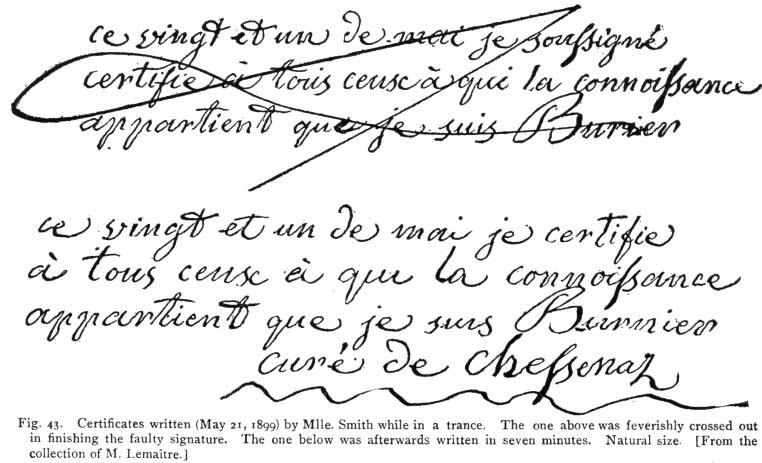 ce vingt et un de mai je soussigné
certifie à tous ceux à qui la connoissance
appartient que je suis Burnier
ce vingt et un de mai je certifie
à tous ceux à qui la connoissance
appartient que je suis Burnier
curé de Chessenaz
Fig. 43. Certificates written (May 21, 1899) by Mlle. Smith while in a trance. The one above was feverishly crossed out
in finishing the faulty signature. The one below was afterwards written in seven minutes. Natural size. [From the
collection of M. Lemaître.]